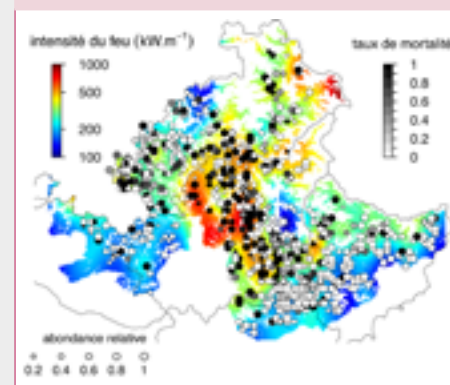 intensité du feu (kW.m⁻¹)
taux de mortalité
1000
500
200
100
1
0.8
0.6
0.4
0.2
0
abondance relative
0.2 0.4 0.6 0.8 1